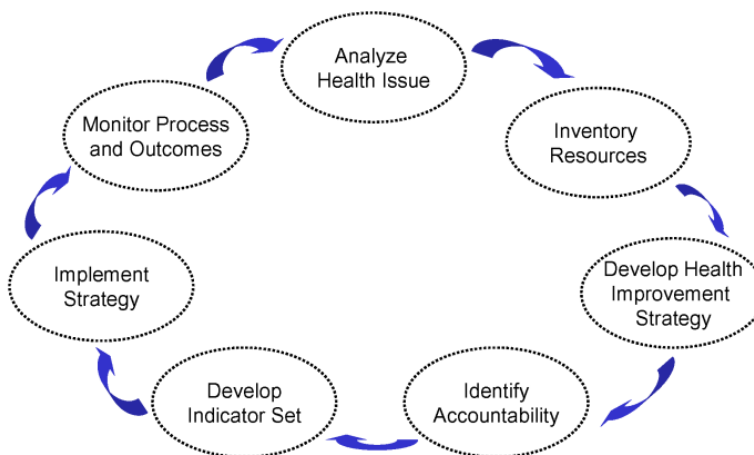 Analyze
Health Issue
Inventory
Resources
Develop Health
Improvement
Strategy
Identify
Accountability
Develop
Indicator Set
Implement
Strategy
Monitor Process
and Outcomes